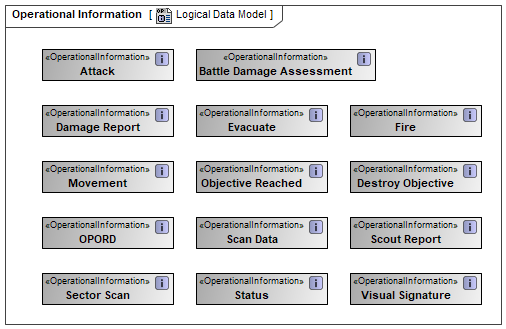 Operational Information [ Logical Data Model ]
«OperationalInformation» i «OperationalInformation» i
Attack Battle Damage Assessment
«OperationalInformation» i «OperationalInformation» i «OperationalInformation» i
Damage Report Evacuate Fire
«OperationalInformation» i «OperationalInformation» i «OperationalInformation» i
Movement Objective Reached Destroy Objective
«OperationalInformation» i «OperationalInformation» i «OperationalInformation» i
OPORD Scan Data Scout Report
«OperationalInformation» i «OperationalInformation» i «OperationalInformation» i
Sector Scan Status Visual Signature